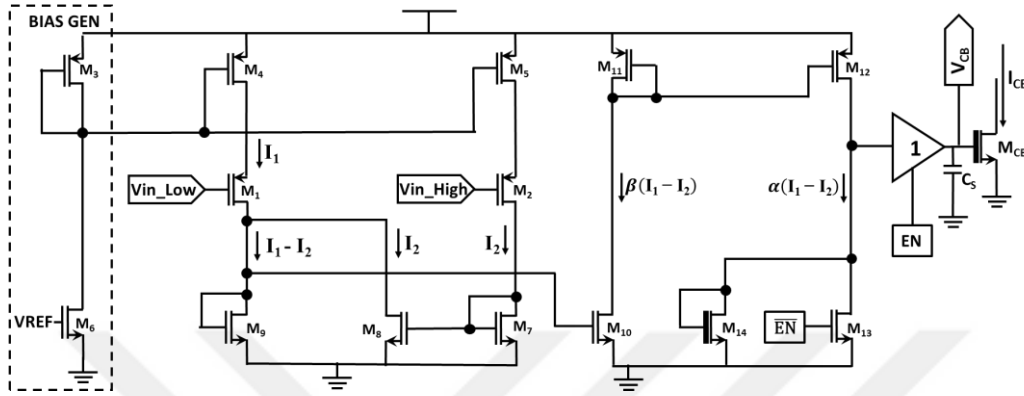 BIAS GEN
M3
M4
M5
M11
M12
VCB
ICB
MCB
1
CS
EN
I1
Vin_Low
M1
Vin_High
M2
β(I1 − I2)
α(I1 − I2)
I1 - I2
I2
I2
VREF
M6
M9
M8
M7
M10
M14
E̅N̅
M13